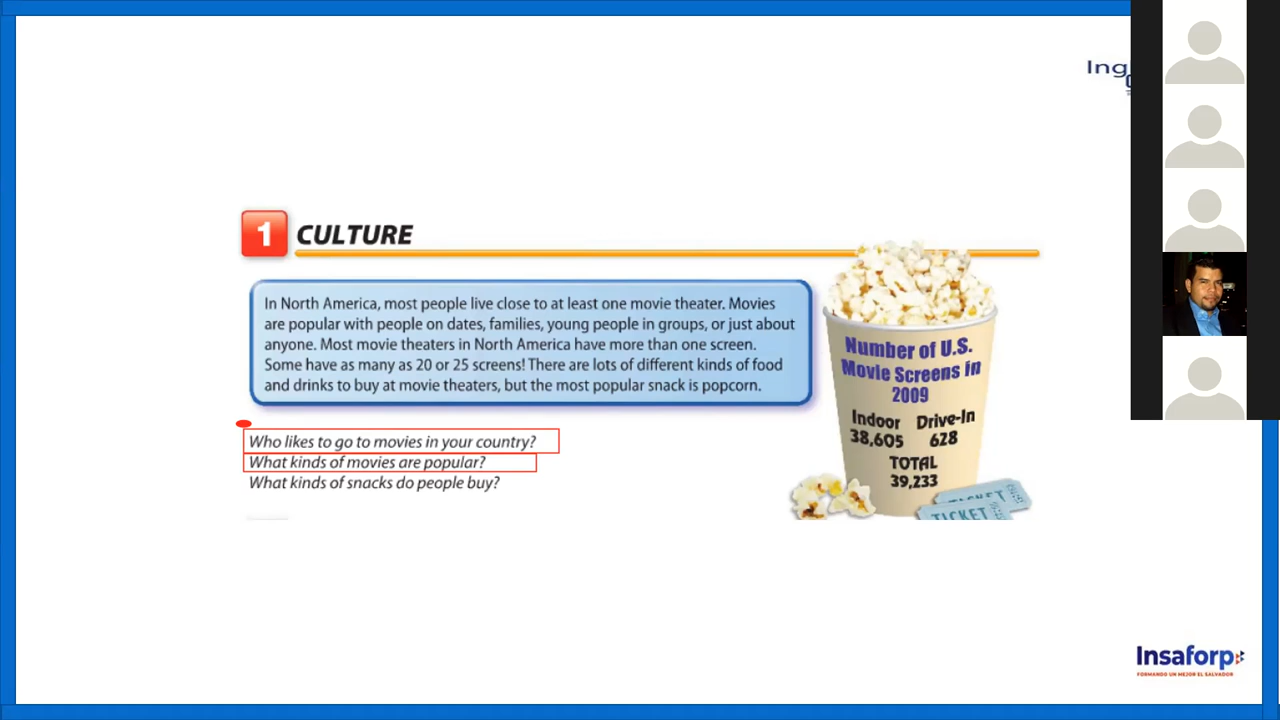 Ing
1 CULTURE
In North America, most people live close to at least one movie theater. Movies
are popular with people on dates, families, young people in groups, or just about
anyone. Most movie theaters in North America have more than one screen.
Some have as many as 20 or 25 screens! There are lots of different kinds of food
and drinks to buy at movie theaters, but the most popular snack is popcorn.
Number of U.S.
Movie Screens in
2009
Indoor Drive-In
38,605 628
TOTAL
39,233
TICKET
TICKET
Who likes to go to movies in your country?
What kinds of movies are popular?
What kinds of snacks do people buy?
Insaforp
FORMANDO UN MEJOR EL SALVADOR